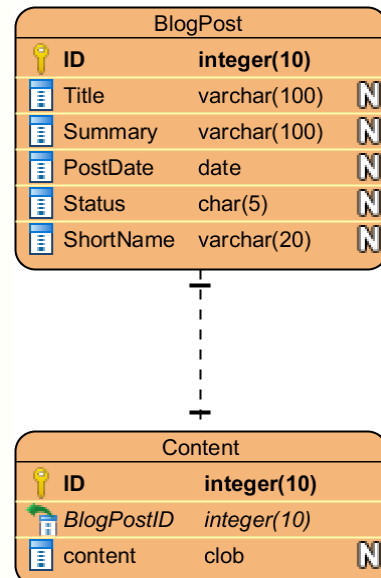 BlogPost
ID integer(10)
Title varchar(100) N
Summary varchar(100) N
PostDate date N
Status char(5) N
ShortName varchar(20) N
Content
ID integer(10)
BlogPostID integer(10)
content clob N